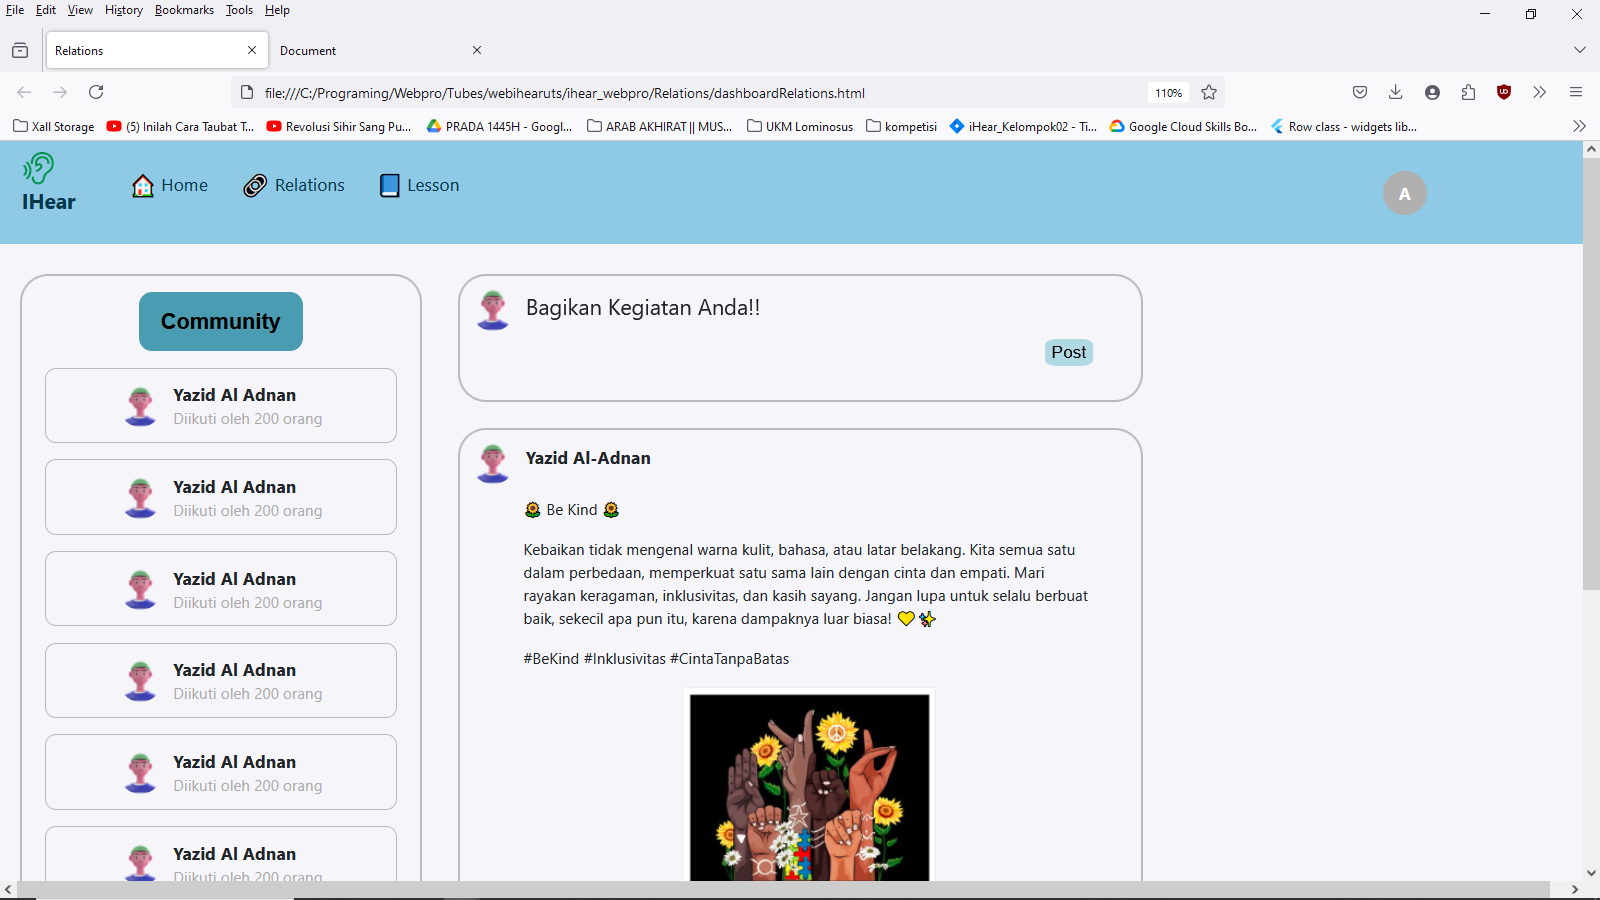 File Edit View History Bookmarks Tools Help
Relations
Document
file:///C:/Programing/Webpro/Tubes/webihearuts/ihear_webpro/Relations/dashboardRelations.html
110%
Xall Storage
(5) Inilah Cara Taubat T...
Revolusi Sihir Sang Pu...
PRADA 1445H - Googl...
ARAB AKHIRAT || MUS...
UKM Lominosus
kompetisi
iHear_Kelompok02 - Ti...
Google Cloud Skills Bo...
Row class - widgets lib...
IHear
Home
Relations
Lesson
A
Community
Yazid Al Adnan
Diikuti oleh 200 orang
Yazid Al Adnan
Diikuti oleh 200 orang
Yazid Al Adnan
Diikuti oleh 200 orang
Yazid Al Adnan
Diikuti oleh 200 orang
Yazid Al Adnan
Diikuti oleh 200 orang
Yazid Al Adnan
Diikuti oleh 200 orang
Bagikan Kegiatan Anda!!
Post
Yazid Al-Adnan
🌻 Be Kind 🌻
Kebaikan tidak mengenal warna kulit, bahasa, atau latar belakang. Kita semua satu
dalam perbedaan, memperkuat satu sama lain dengan cinta dan empati. Mari
rayakan keragaman, inklusivitas, dan kasih sayang. Jangan lupa untuk selalu berbuat
baik, sekecil apa pun itu, karena dampaknya luar biasa! 💛✨
#BeKind #Inklusivitas #CintaTanpaBatas